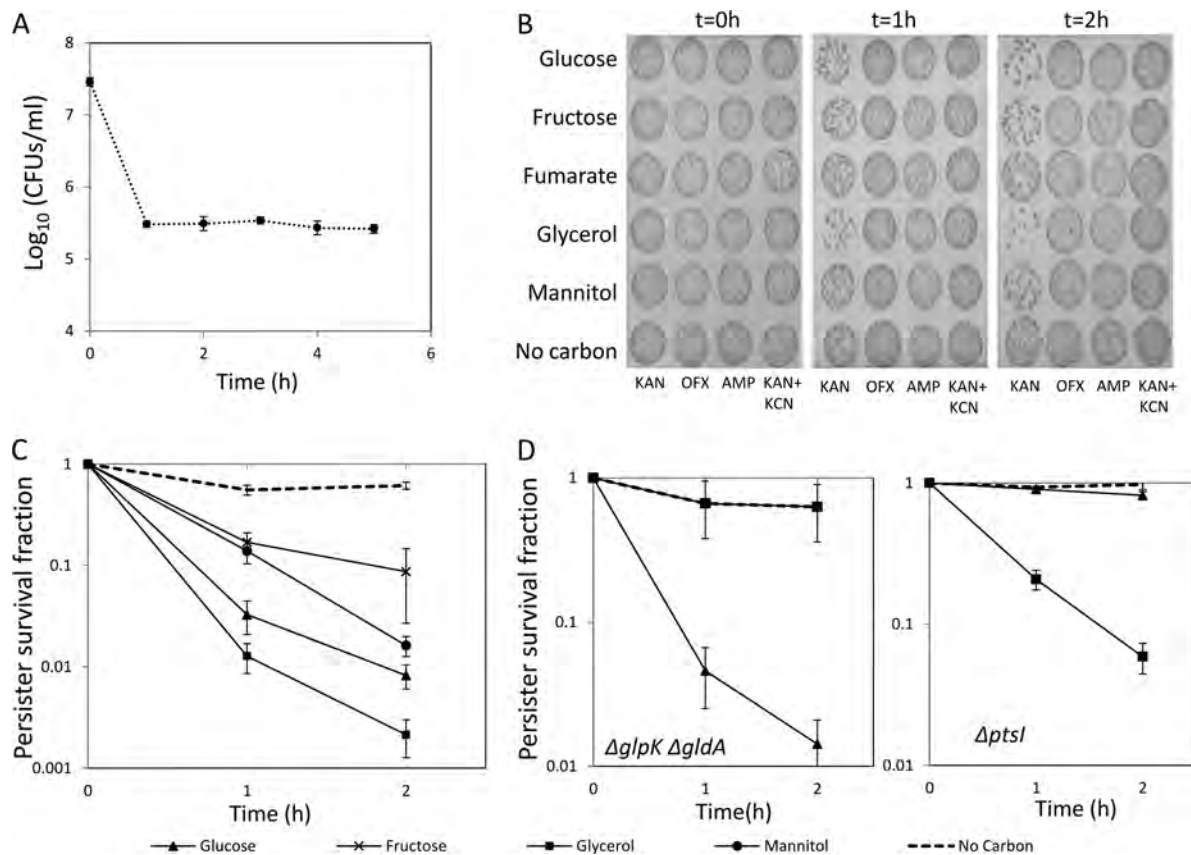 A
8
7
6
5
4
0 2 4 6
Log10 (CFUs/ml)
Time (h)
B
t=0h t=1h t=2h
Glucose
Fructose
Fumarate
Glycerol
Mannitol
No carbon
KAN OFX AMP KAN+ KCN
KAN OFX AMP KAN+ KCN
KAN OFX AMP KAN+ KCN
C
1
0.1
0.01
0.001
0 1 2
Persister survival fraction
Time (h)
D
1
0.1
0.01
0 1 2
Persister survival fraction
ΔglpK ΔgldA
Time(h)
1
0.1
0.01
0 1 2
ΔptsI
Time (h)
Glucose Fructose Glycerol Mannitol No Carbon